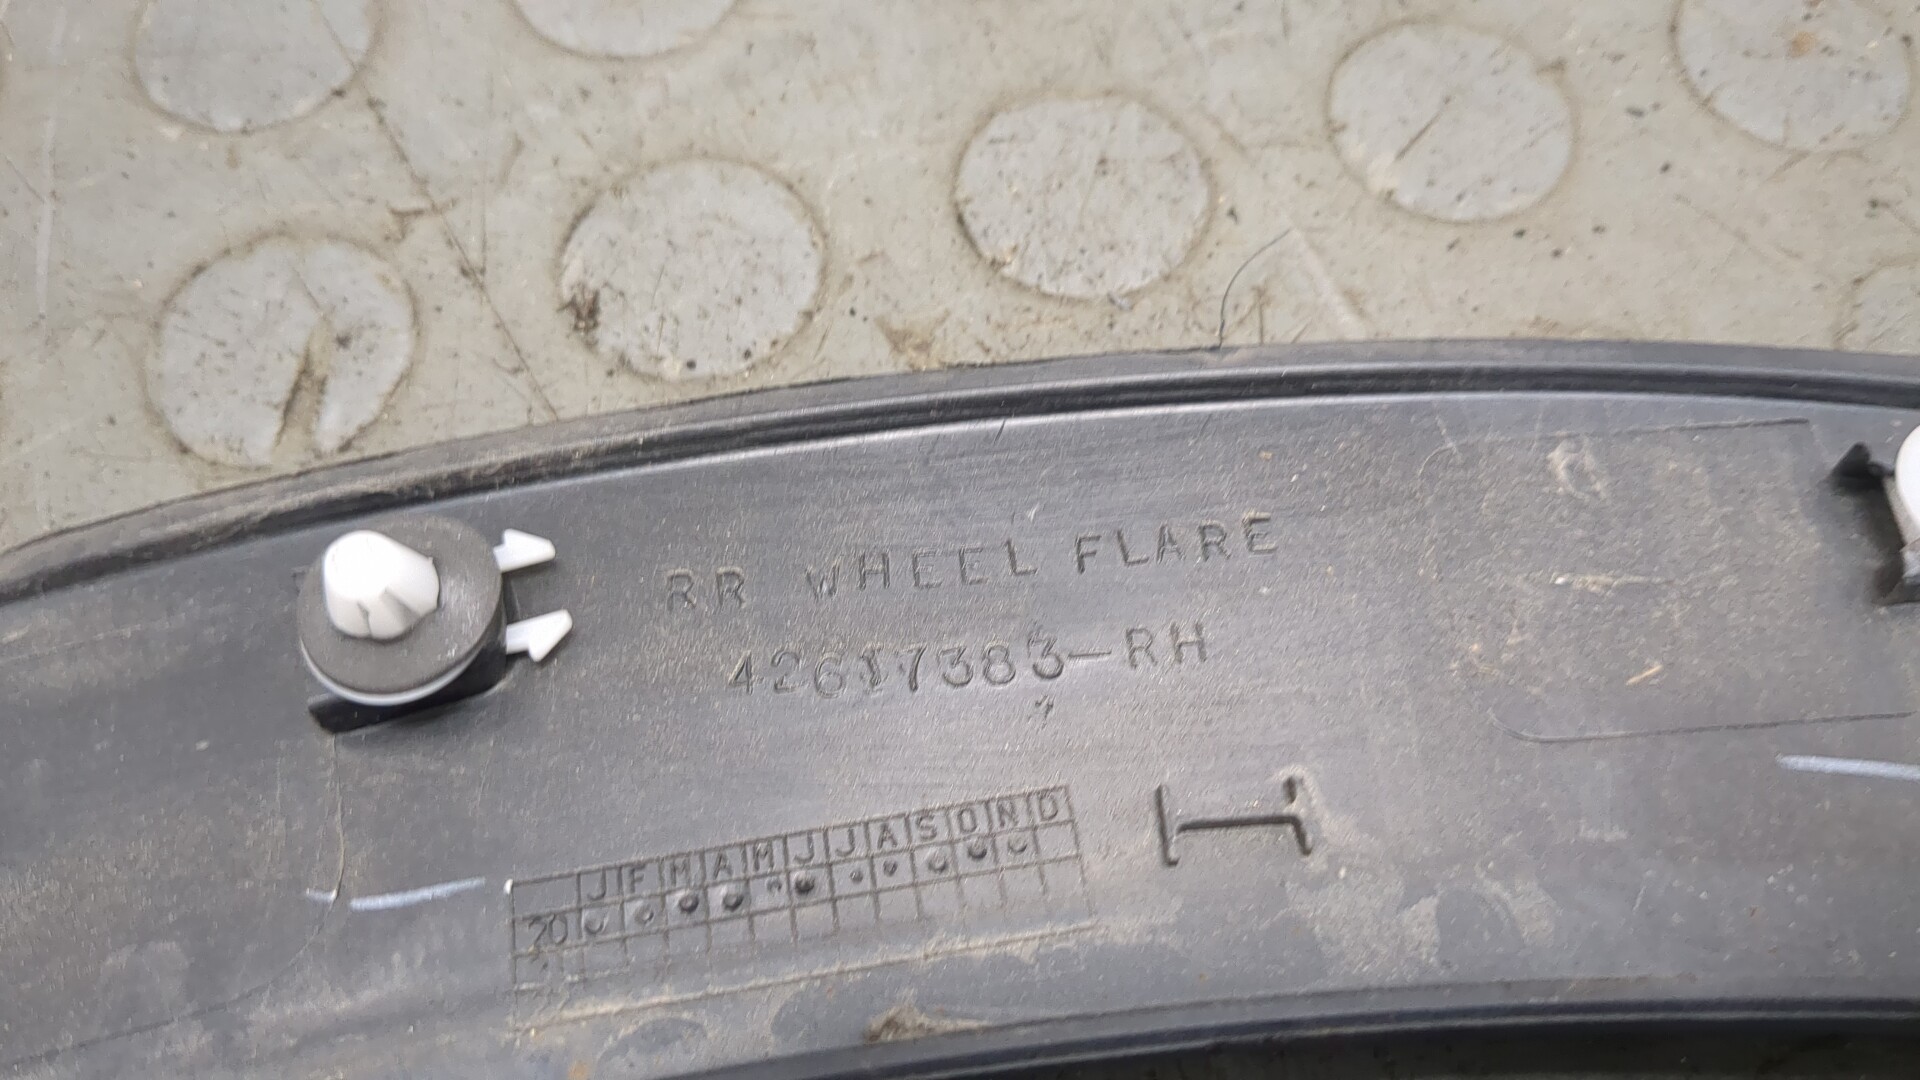 RR WHEEL FLARE
42617383-RH
J F M A M J J A S O N D
20